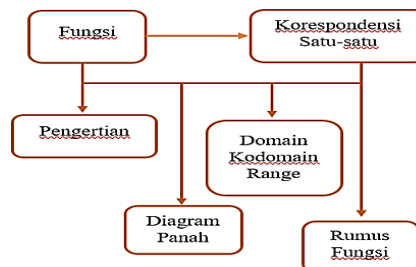 Fungsi
Korespondensi
Satu-satu
Pengertian
Domain
Kodomain
Range
Diagram
Panah
Rumus
Fungsi